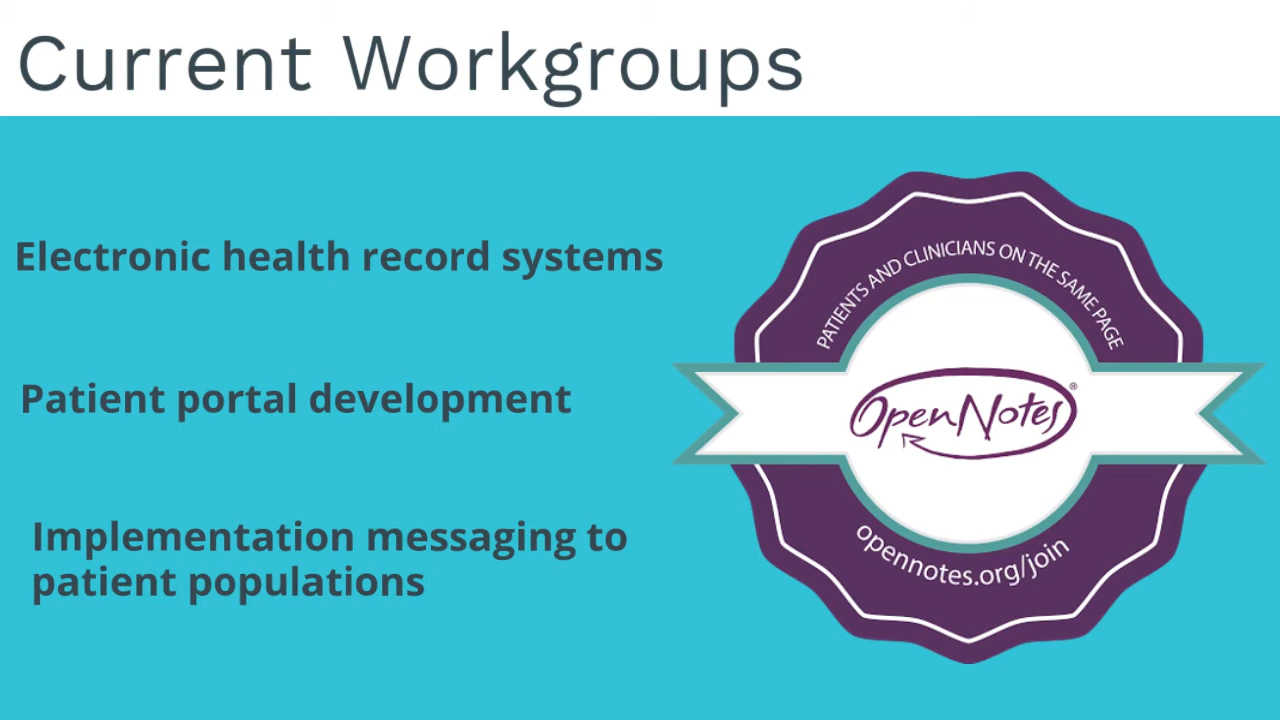 Current Workgroups
Electronic health record systems
Patient portal development
Implementation messaging to
patient populations
PATIENTS AND CLINICIANS ON THE SAME PAGE
OpenNotes®
opennotes.org/join